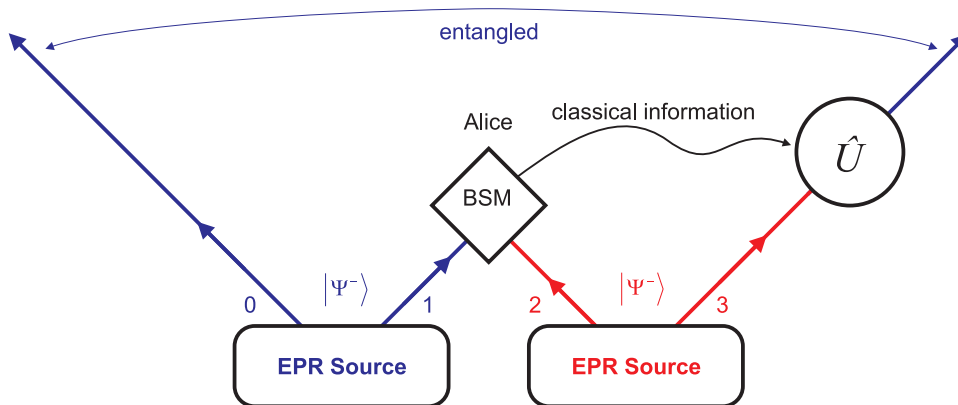 entangled
classical information
Alice
Û
BSM
|Ψ⁻⟩
|Ψ⁻⟩
0
1
2
3
EPR Source
EPR Source